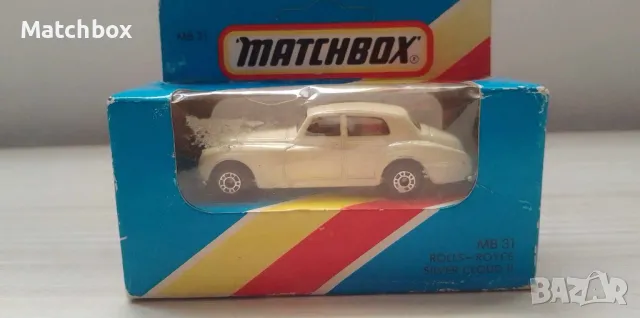 Matchbox
MB 31
MATCHBOX
®
MB 31
ROLLS-ROYCE
SILVER CLOUD II
BAZAR